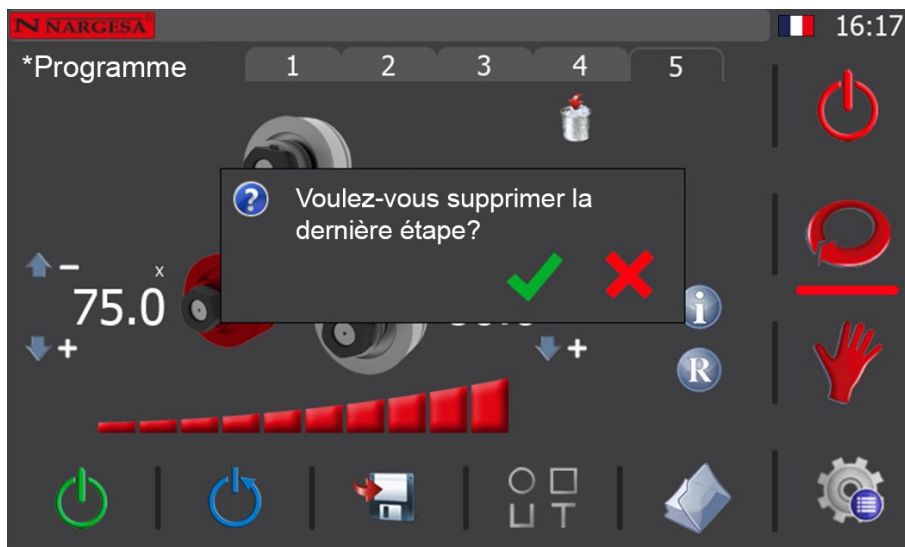 NARGESA
16:17
*Programme
1 2 3 4 5
Voulez-vous supprimer la
dernière étape?
x
75.0
R